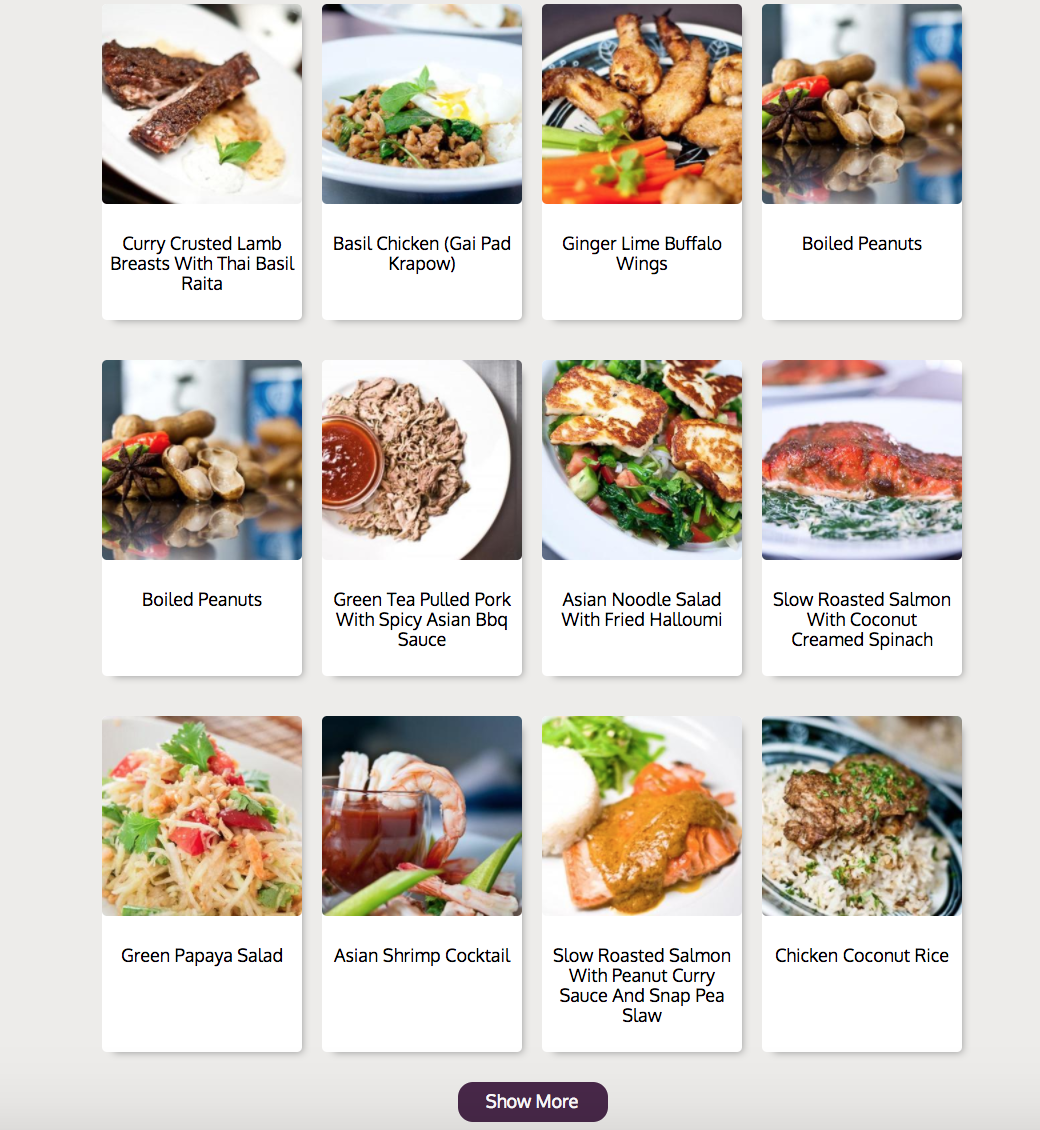 Curry Crusted Lamb
Breasts With Thai Basil
Raita
Basil Chicken (Gai Pad
Krapow)
Ginger Lime Buffalo
Wings
Boiled Peanuts
Boiled Peanuts
Green Tea Pulled Pork
With Spicy Asian Bbq
Sauce
Asian Noodle Salad
With Fried Halloumi
Slow Roasted Salmon
With Coconut
Creamed Spinach
Green Papaya Salad
Asian Shrimp Cocktail
Slow Roasted Salmon
With Peanut Curry
Sauce And Snap Pea
Slaw
Chicken Coconut Rice
Show More